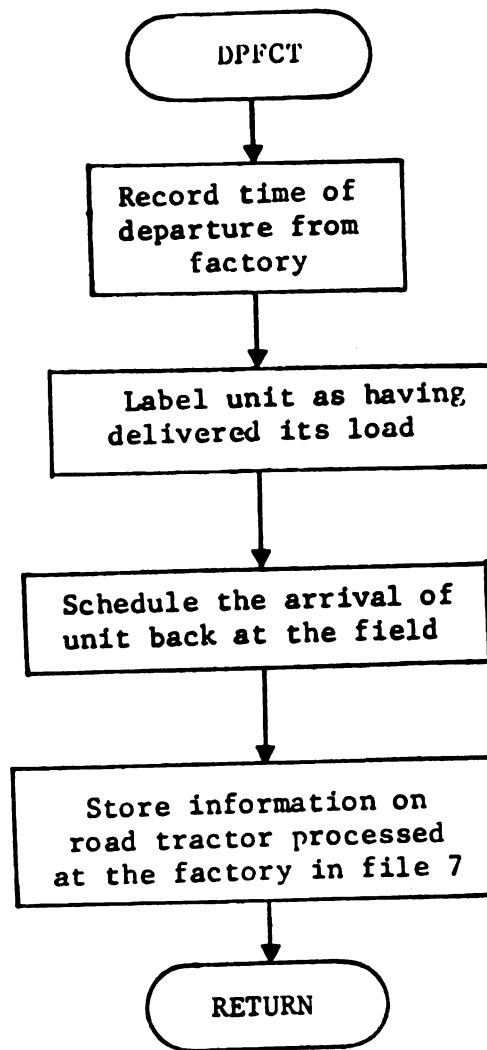 DPFCT
Record time of
departure from
factory
Label unit as having
delivered its load
Schedule the arrival of
unit back at the field
Store information on
road tractor processed
at the factory in file 7
RETURN